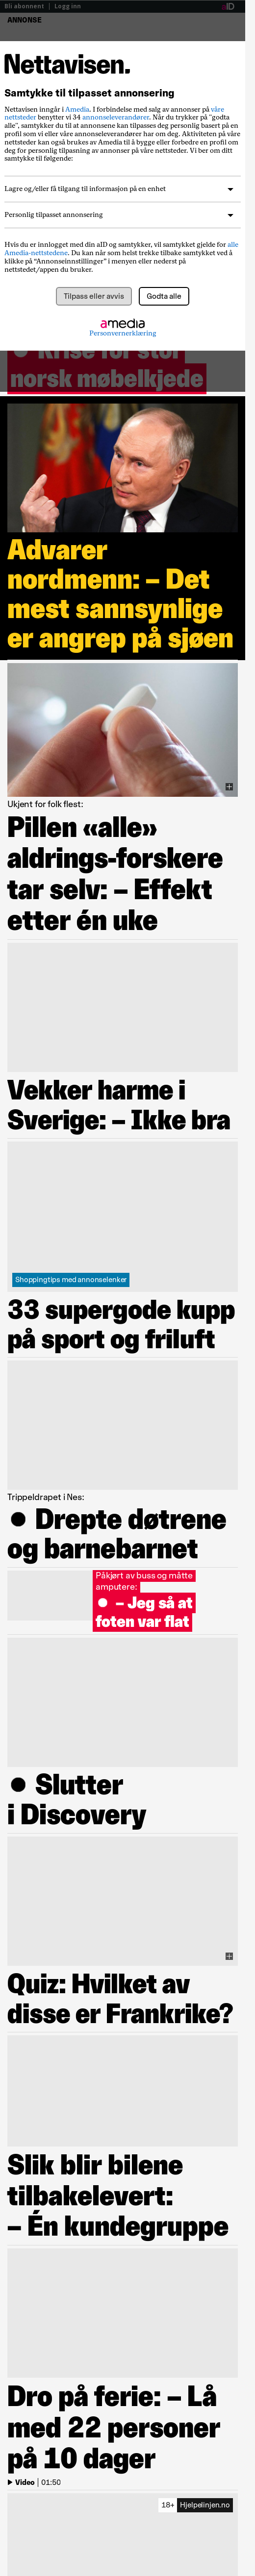 Bli abonnent | Logg inn
ANNONSE
Nettavisen.
Samtykke til tilpasset annonsering
Nettavisen inngår i Amedia. I forbindelse med salg av annonser på våre
nettsteder benytter vi 34 annonseleverandører. Når du trykker på "godta
alle", samtykker du til at annonsene kan tilpasses deg personlig basert på en
profil vi eller våre annonseleverandører har om deg. Aktiviteten på våre
nettsteder kan også brukes av Amedia til å bygge eller forbedre en profil om
deg for personlig tilpasning av annonser på våre nettsteder. Vi ber om ditt
samtykke til følgende:
Lagre og/eller få tilgang til informasjon på en enhet
Personlig tilpasset annonsering
Hvis du er innlogget med din aID og samtykker, vil samtykket gjelde for alle
Amedia-nettstedene. Du kan når som helst trekke tilbake samtykket ved å
klikke på “Annonseinnstillinger” i menyen eller nederst på
nettstedet/appen du bruker.
Tilpass eller avvis
Godta alle
amedia
Personvernerklæring
Krise for stor
norsk møbelkjede
Advarer
nordmenn: – Det
mest sannsynlige
er angrep på sjøen
Ukjent for folk flest:
Pillen «alle»
aldrings-forskere
tar selv: – Effekt
etter én uke
Vekker harme i
Sverige: – Ikke bra
Shoppingtips med annonselenker
33 supergode kupp
på sport og friluft
Trippeldrapet i Nes:
Drepte døtrene
og barnebarnet
Påkjørt av buss og måtte
amputere:
– Jeg så at
foten var flat
Slutter
i Discovery
Quiz: Hvilket av
disse er Frankrike?
Slik blir bilene
tilbakelevert:
– Én kundegruppe
Dro på ferie: – Lå
med 22 personer
på 10 dager
Video | 01:50
18+ Hjelpelinjen.no